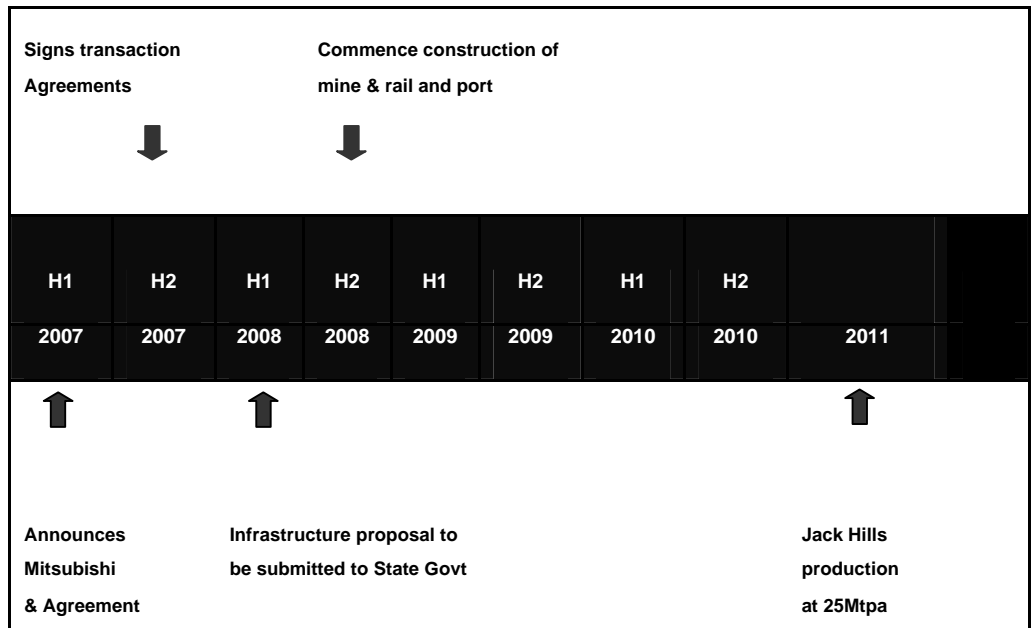 Signs transaction
Agreements
Commence construction of
mine & rail and port
H1 H2 H1 H2 H1 H2 H1 H2
2007 2007 2008 2008 2009 2009 2010 2010 2011
Announces
Mitsubishi
& Agreement
Infrastructure proposal to
be submitted to State Govt
Jack Hills
production
at 25Mtpa